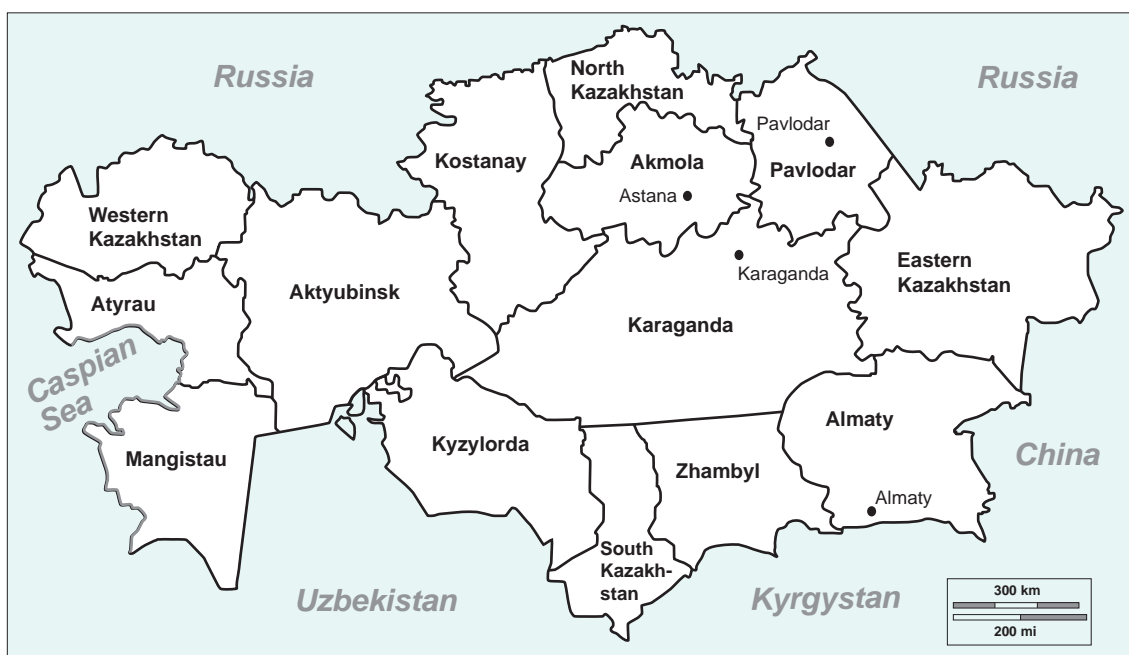 Russia
Russia
North
Kazakhstan
Pavlodar
Kostanay
Akmola
Pavlodar
Astana
Western
Kazakhstan
Eastern
Kazakhstan
Karaganda
Aktyubinsk
Atyrau
Karaganda
Caspian
Sea
Almaty
Kyzylorda
China
Mangistau
Zhambyl
Almaty
South
Kazakh-
stan
Uzbekistan
Kyrgystan
300 km
200 mi